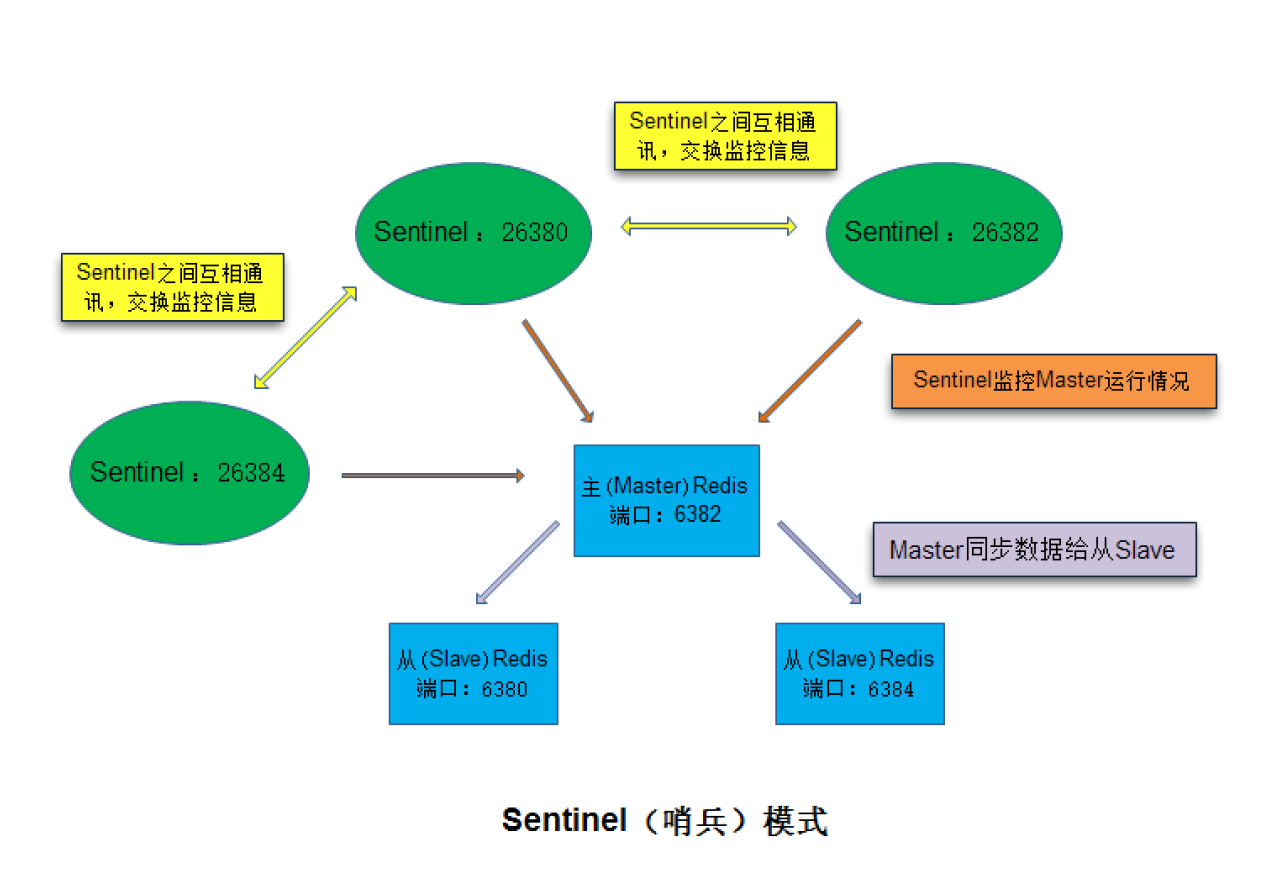 Sentinel之间互相通
讯，交换监控信息
Sentinel：26380
Sentinel：26382
Sentinel之间互相通
讯，交换监控信息
Sentinel监控Master运行情况
Sentinel：26384
主(Master)Redis
端口：6382
Master同步数据给从Slave
从(Slave)Redis
端口：6380
从(Slave)Redis
端口：6384
Sentinel（哨兵）模式